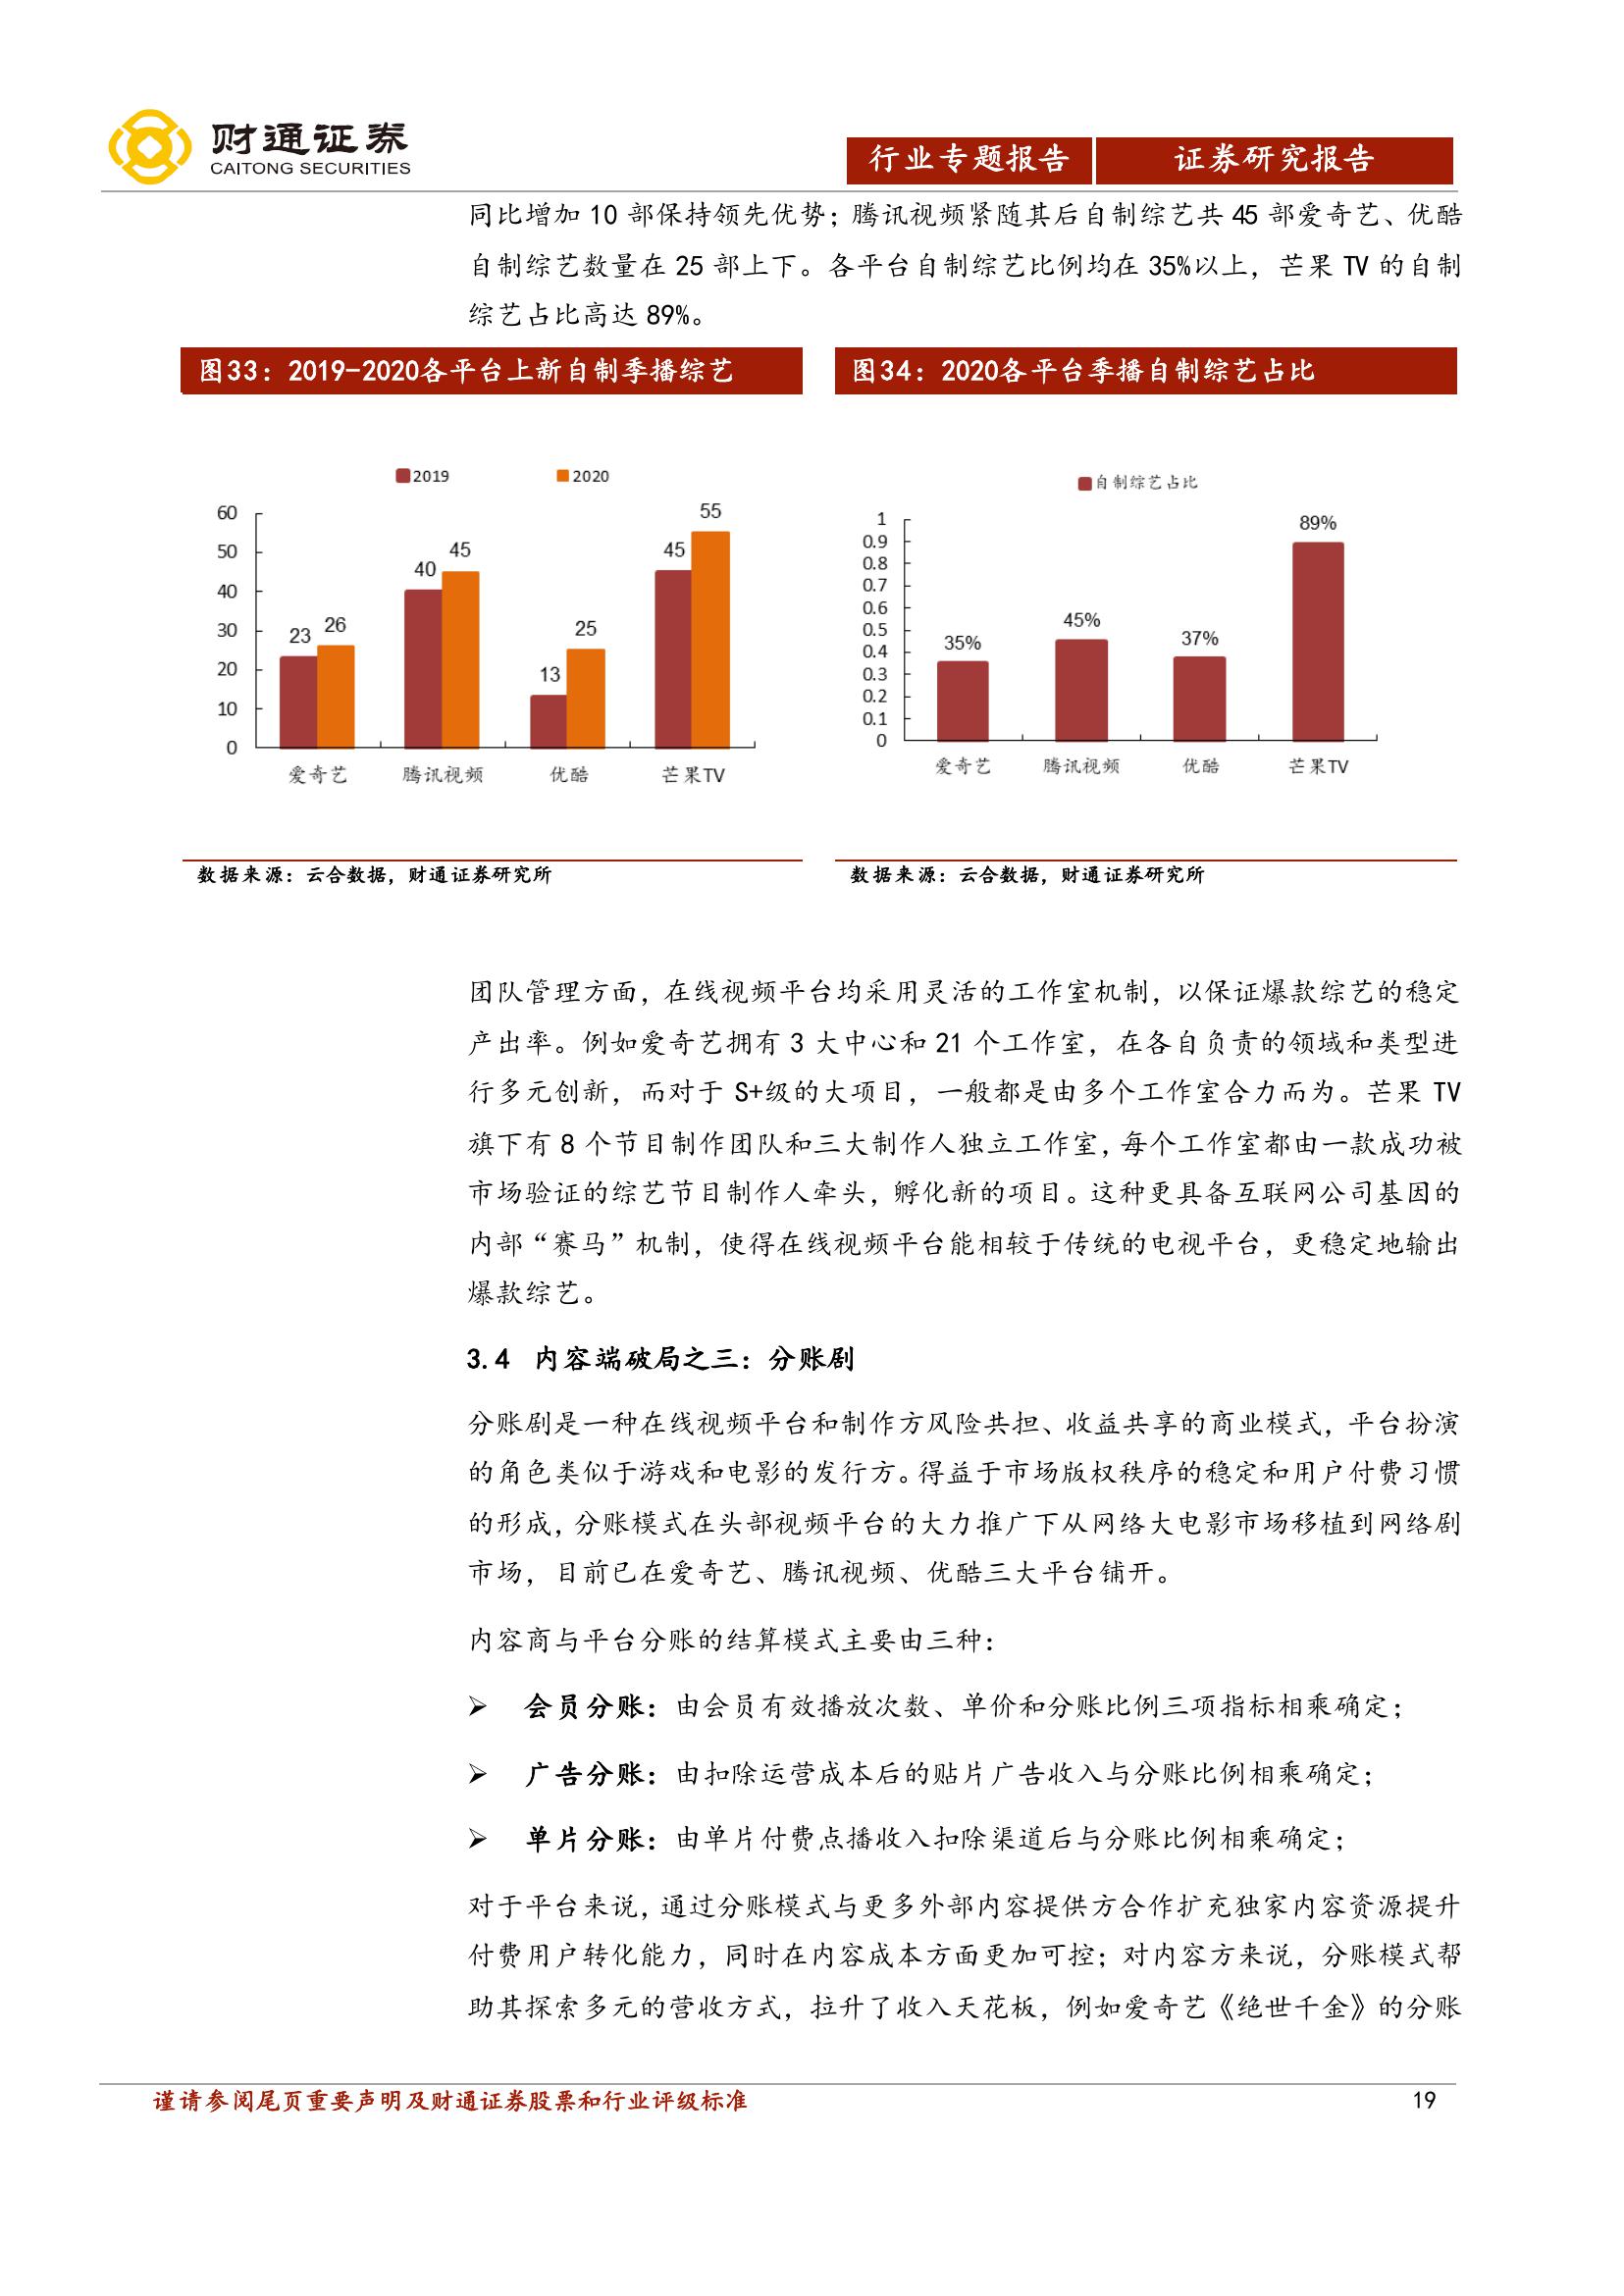 财通证券
CAITONG SECURITIES
行业专题报告 证券研究报告
同比增加 10 部保持领先优势；腾讯视频紧随其后自制综艺共 45 部爱奇艺、优酷
自制综艺数量在 25 部上下。各平台自制综艺比例均在 35%以上，芒果 TV 的自制
综艺占比高达 89%。
图33：2019-2020各平台上新自制季播综艺
2019 2020
60
50
40
30
20
10
0
23 26
40 45
13 25
45 55
爱奇艺 腾讯视频 优酷 芒果TV
数据来源：云合数据，财通证券研究所
图34：2020各平台季播自制综艺占比
自制综艺占比
1
0.9
0.8
0.7
0.6
0.5
0.4
0.3
0.2
0.1
0
35% 45% 37% 89%
爱奇艺 腾讯视频 优酷 芒果TV
数据来源：云合数据，财通证券研究所
团队管理方面，在线视频平台均采用灵活的工作室机制，以保证爆款综艺的稳定
产出率。例如爱奇艺拥有 3 大中心和 21 个工作室，在各自负责的领域和类型进
行多元创新，而对于 S+级的大项目，一般都是由多个工作室合力而为。芒果 TV
旗下有 8 个节目制作团队和三大制作人独立工作室，每个工作室都由一款成功被
市场验证的综艺节目制作人牵头，孵化新的项目。这种更具备互联网公司基因的
内部“赛马”机制，使得在线视频平台能相较于传统的电视平台，更稳定地输出
爆款综艺。
3.4 内容端破局之三：分账剧
分账剧是一种在线视频平台和制作方风险共担、收益共享的商业模式，平台扮演
的角色类似于游戏和电影的发行方。得益于市场版权秩序的稳定和用户付费习惯
的形成，分账模式在头部视频平台的大力推广下从网络大电影市场移植到网络剧
市场，目前已在爱奇艺、腾讯视频、优酷三大平台铺开。
内容商与平台分账的结算模式主要由三种：
➢ 会员分账：由会员有效播放次数、单价和分账比例三项指标相乘确定；
➢ 广告分账：由扣除运营成本后的贴片广告收入与分账比例相乘确定；
➢ 单片分账：由单片付费点播收入扣除渠道后与分账比例相乘确定；
对于平台来说，通过分账模式与更多外部内容提供方合作扩充独家内容资源提升
付费用户转化能力，同时在内容成本方面更加可控；对内容方来说，分账模式帮
助其探索多元的营收方式，拉升了收入天花板，例如爱奇艺《绝世千金》的分账
谨请参阅尾页重要声明及财通证券股票和行业评级标准 19